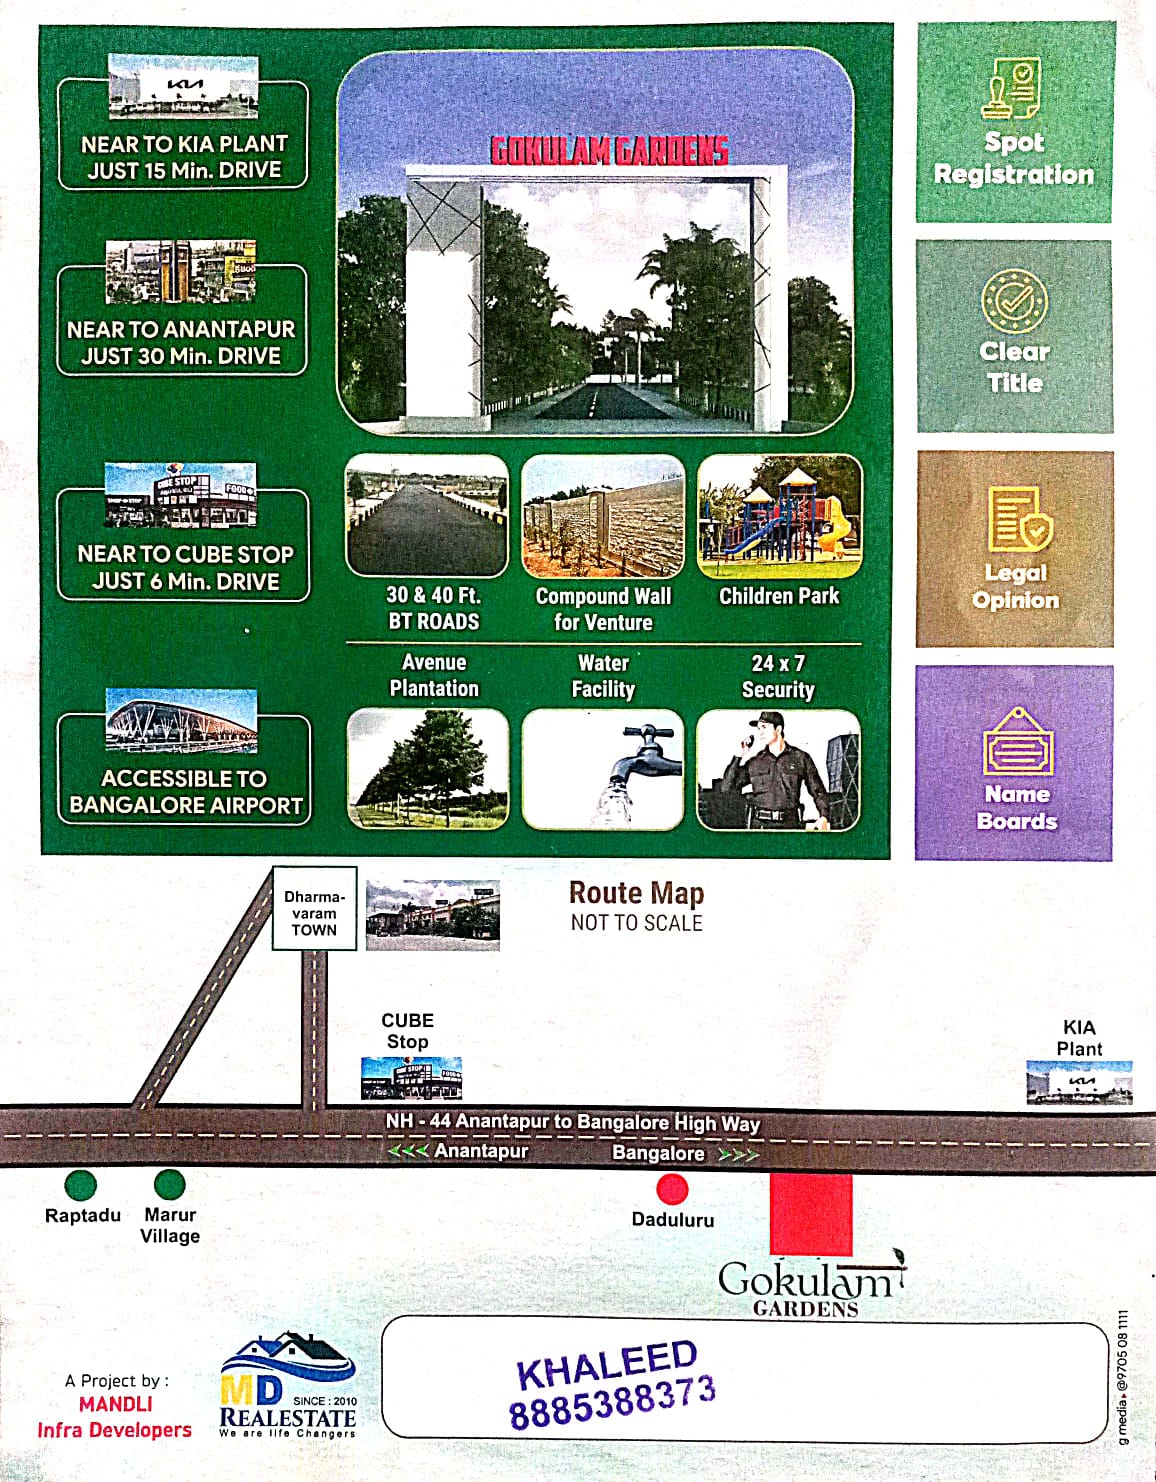 NEAR TO KIA PLANT
JUST 15 Min. DRIVE
NEAR TO ANANTAPUR
JUST 30 Min. DRIVE
CUBE STOP
FOOD
NEAR TO CUBE STOP
JUST 6 Min. DRIVE
ACCESSIBLE TO
BANGALORE AIRPORT
GOKULAM GARDENS
30 & 40 Ft.
BT ROADS
Compound Wall
for Venture
Children Park
Avenue
Plantation
Water
Facility
24 x 7
Security
Spot
Registration
Clear
Title
Legal
Opinion
Name
Boards
Route Map
NOT TO SCALE
Dharma-
varam
TOWN
CUBE
Stop
KIA
Plant
NH - 44 Anantapur to Bangalore High Way
<<< Anantapur
Bangalore >>>
Raptadu
Marur
Village
Daduluru
Gokulam
GARDENS
A Project by :
MANDLI
Infra Developers
MD
SINCE : 2010
REALESTATE
We are life Changers
KHALEED
8885388373
g media ▸ @9705 08 1111